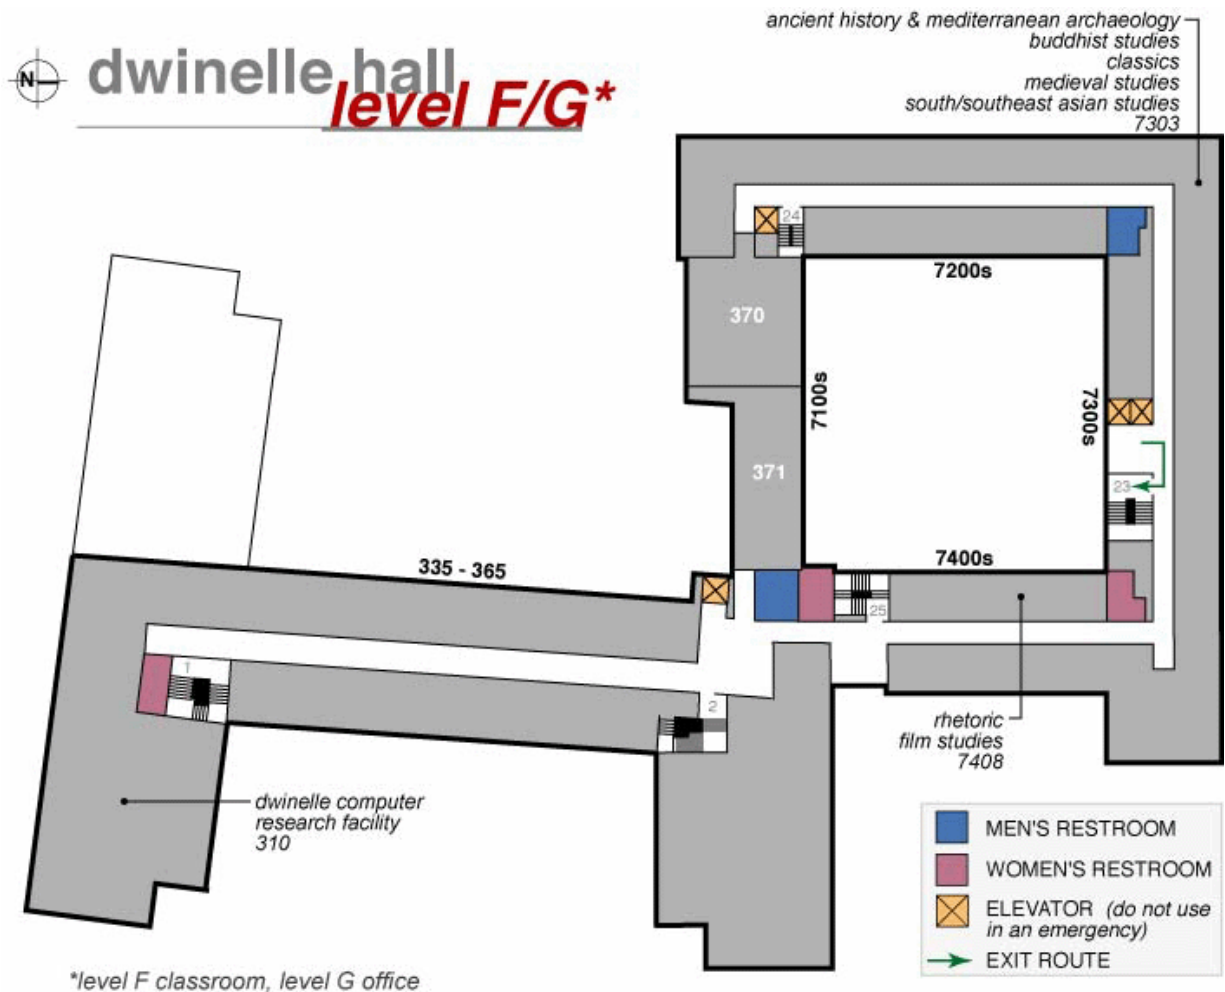 ancient history & mediterranean archaeology
buddhist studies
classics
medieval studies
south/southeast asian studies
7303
N
dwinelle hall
level F/G*
24
7200s
370
7100s
7300s
371
23
335 - 365
7400s
25
1
2
rhetoric
film studies
7408
dwinelle computer
research facility
310
MEN'S RESTROOM
WOMEN'S RESTROOM
ELEVATOR (do not use
in an emergency)
EXIT ROUTE
*level F classroom, level G office